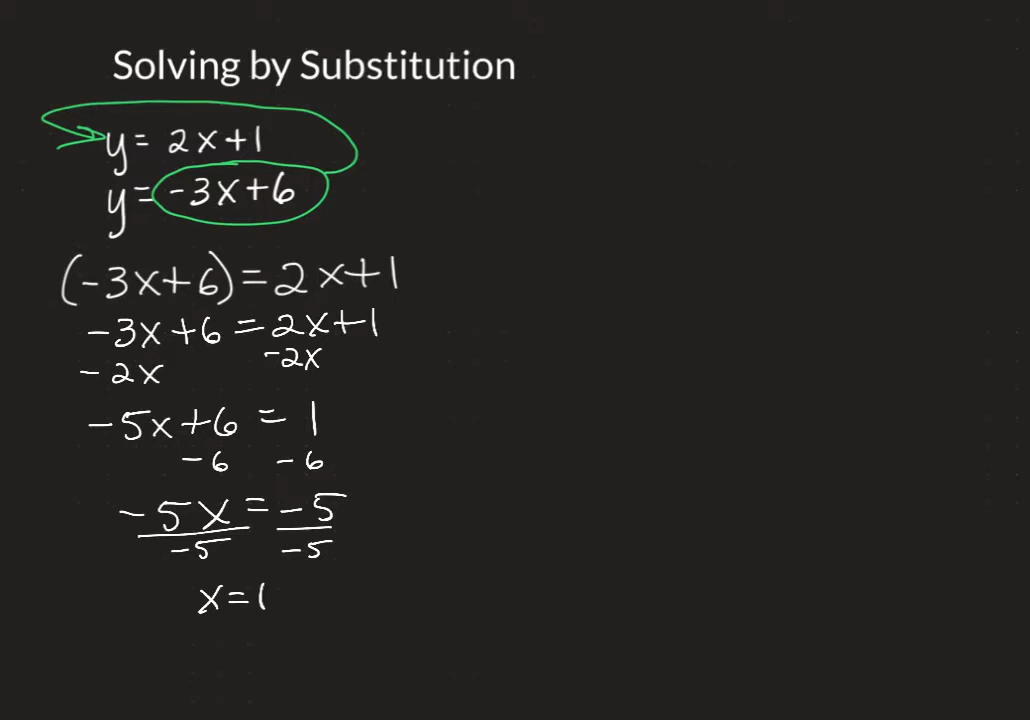 Solving by Substitution
y = 2x+1
y = -3x+6
(-3x+6) = 2x+1
-3x+6 = 2x+1
-2x -2x
-5x+6 = 1
-6 -6
-5x = -5
-5 -5
x=1